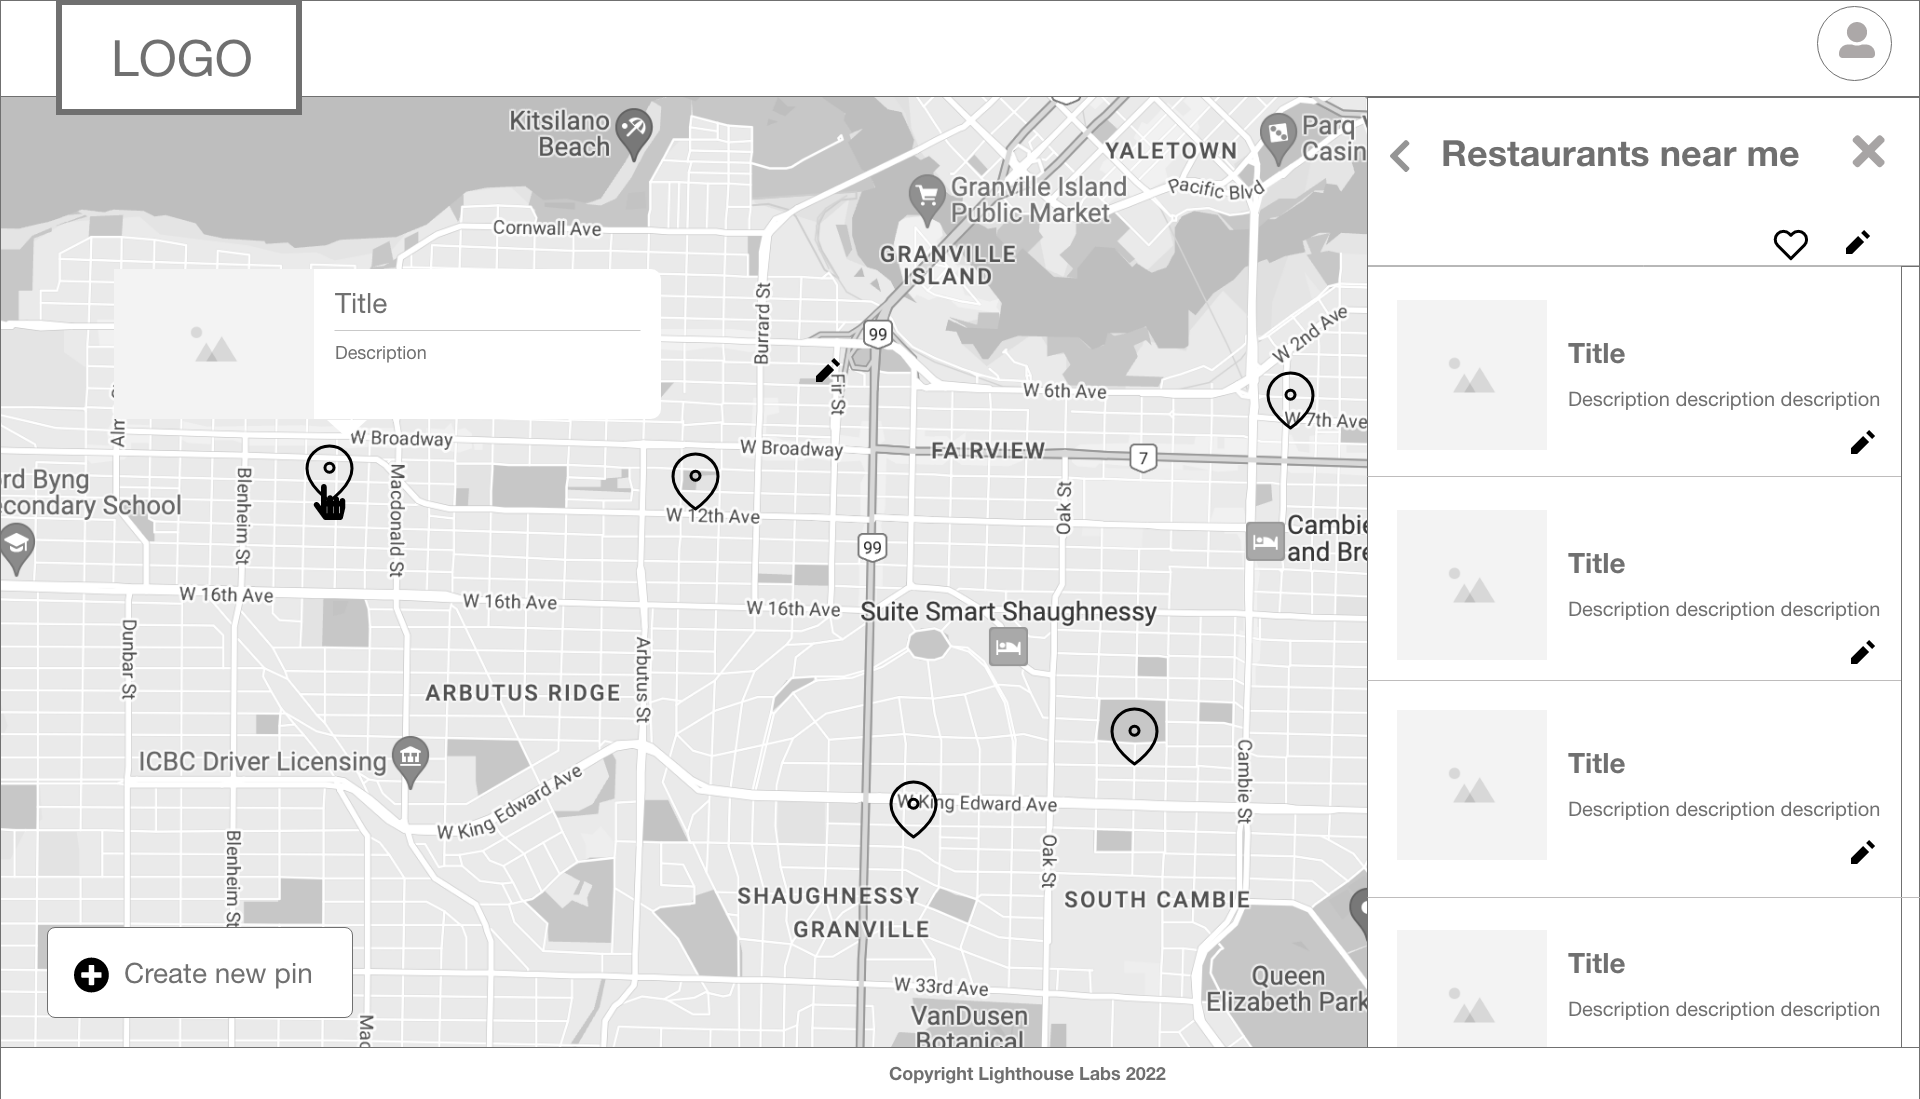 LOGO
Kitsilano
Beach
YALETOWN
Parq
Casin
Granville Island
Public Market
Pacific Blvd
Cornwall Ave
GRANVILLE
ISLAND
Burrard St
99
W 2nd Ave
Title
Description
Fir St
W 6th Ave
W 7th Ave
W Broadway
W Broadway
FAIRVIEW
7
rd Byng
condary School
Blenheim St
Macdonald St
W 12th Ave
Oak St
99
Cambie
and Bre
W 16th Ave
W 16th Ave
W 16th Ave
Suite Smart Shaughnessy
Dunbar St
Arbutus St
ARBUTUS RIDGE
ICBC Driver Licensing
W King Edward Ave
W King Edward Ave
Cambie St
Blenheim St
Oak St
SHAUGHNESSY
GRANVILLE
SOUTH CAMBIE
Queen
Elizabeth Park
W 33rd Ave
VanDusen
Botanical
Mac
Create new pin
Restaurants near me
Title
Description description description
Title
Description description description
Title
Description description description
Title
Description description description
Copyright Lighthouse Labs 2022